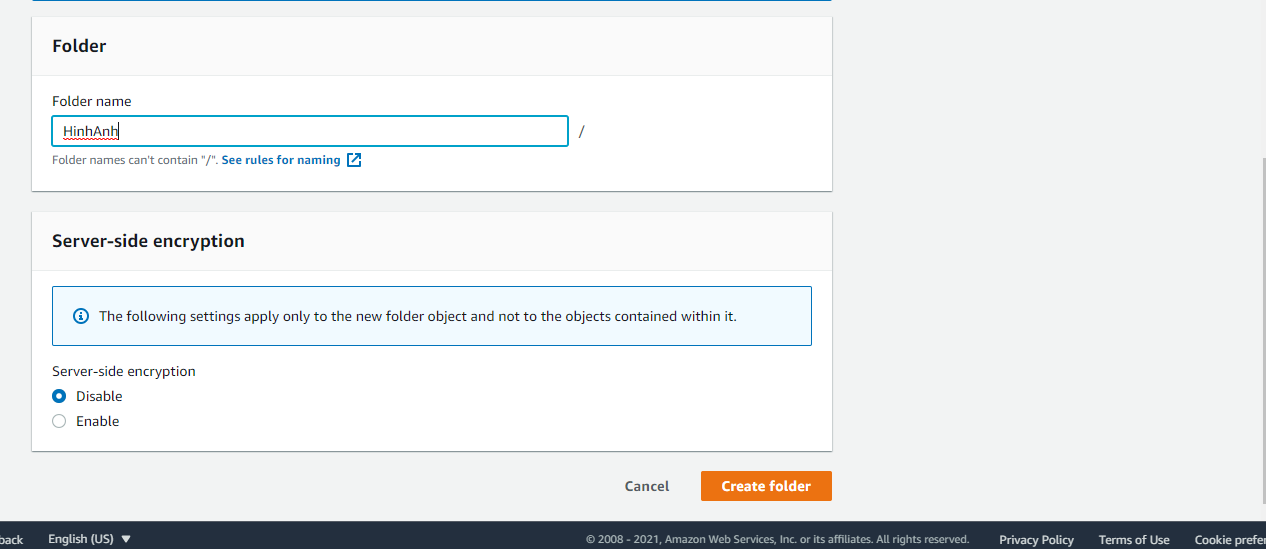 Folder
Folder name
HinhAnh
/
Folder names can't contain "/". See rules for naming
Server-side encryption
The following settings apply only to the new folder object and not to the objects contained within it.
Server-side encryption
Disable
Enable
Cancel
Create folder
back
English (US)
© 2008 - 2021, Amazon Web Services, Inc. or its affiliates. All rights reserved.
Privacy Policy
Terms of Use
Cookie prefer